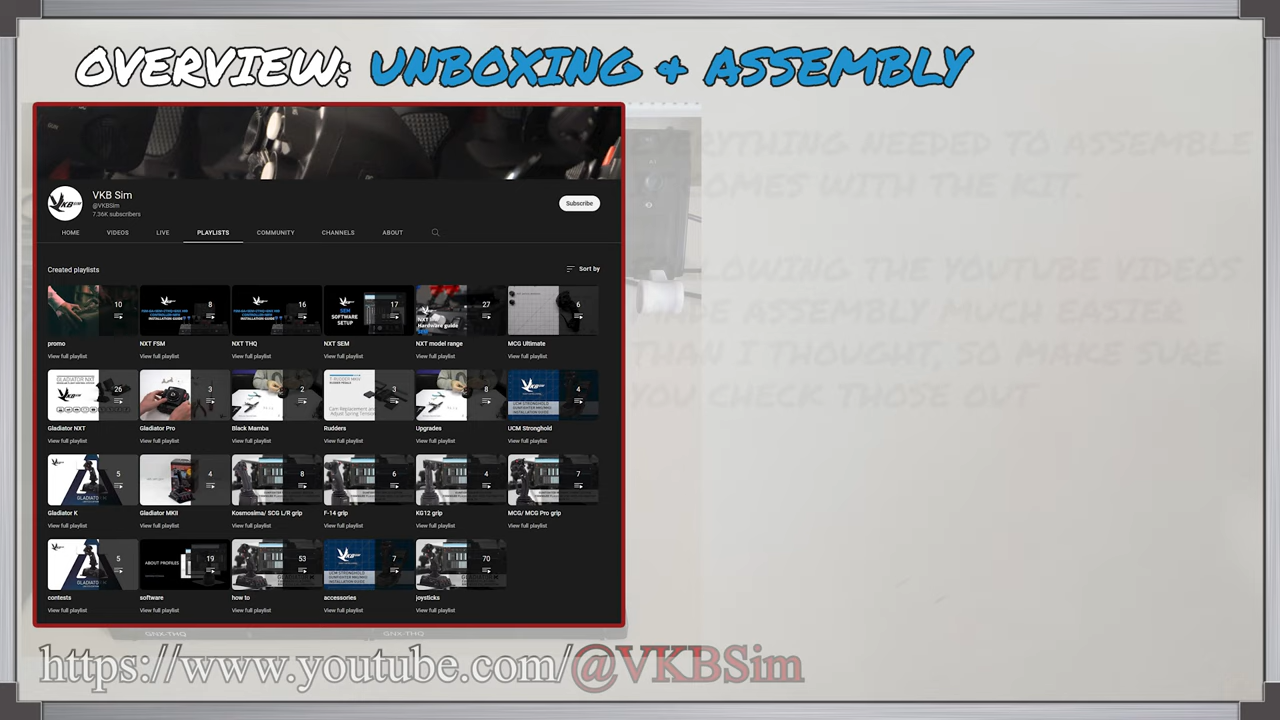 OVERVIEW: UNBOXING & ASSEMBLY
VKB Sim
@VKBSim
7.36K subscribers
Subscribe
HOME VIDEOS LIVE PLAYLISTS COMMUNITY CHANNELS ABOUT
Created playlists
Sort by
10 8 16 17 27 6
promo NXT FSM NXT THQ NXT SEM NXT model range MCG Ultimate
View full playlist View full playlist View full playlist View full playlist View full playlist View full playlist
26 3 2 3 8 4
Gladiator NXT Gladiator Pro Black Mamba Rudders Upgrades UCM Stronghold
View full playlist View full playlist View full playlist View full playlist View full playlist View full playlist
5 4 8 6 4 7
Gladiator K Gladiator MKII Kosmosima/ SCG L/R grip F-14 grip KG12 grip MCG/ MCG Pro grip
View full playlist View full playlist View full playlist View full playlist View full playlist View full playlist
5 19 53 7 70
contests software how to accessories joysticks
View full playlist View full playlist View full playlist View full playlist View full playlist
GNX/THQ GNX/THQ
https://www.youtube.com/@VKBSim